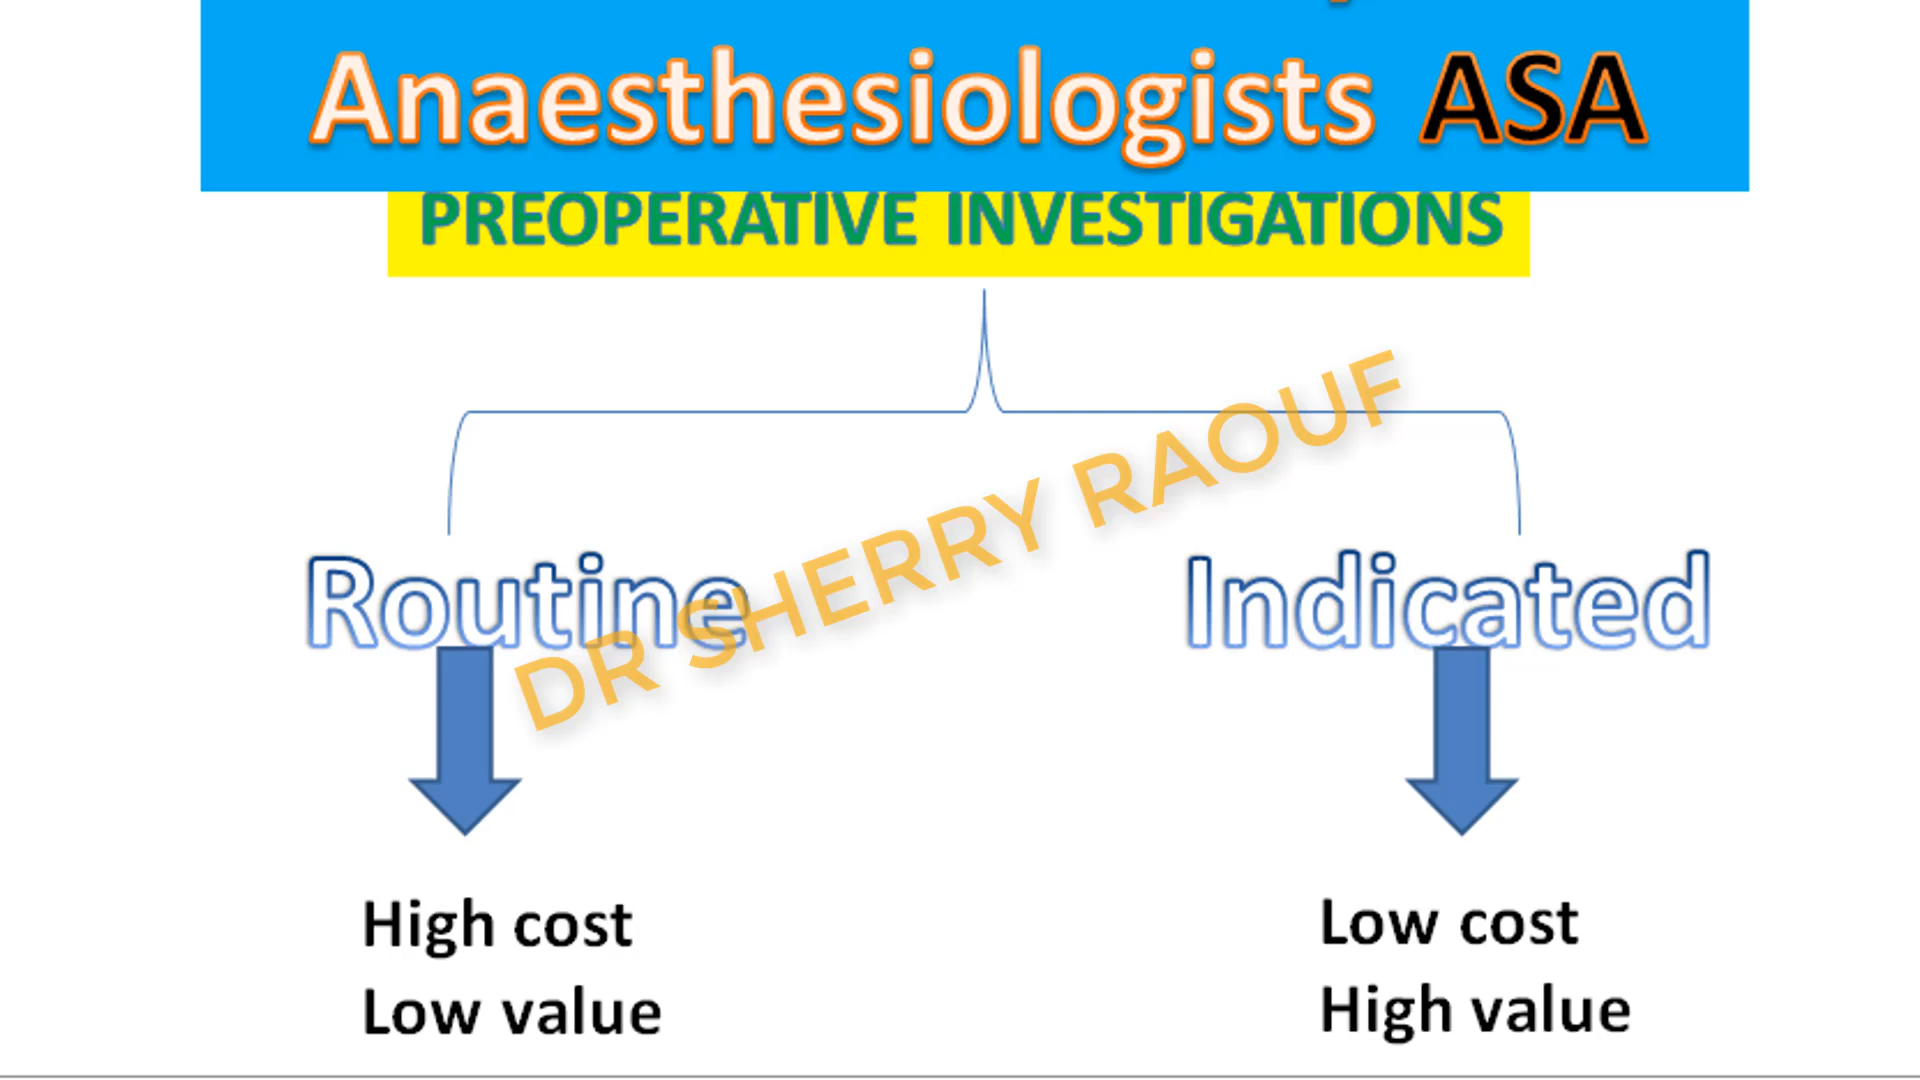 Anaesthesiologists ASA
PREOPERATIVE INVESTIGATIONS
DR SHERRY RAOUF
Routine
Indicated
High cost
Low value
Low cost
High value